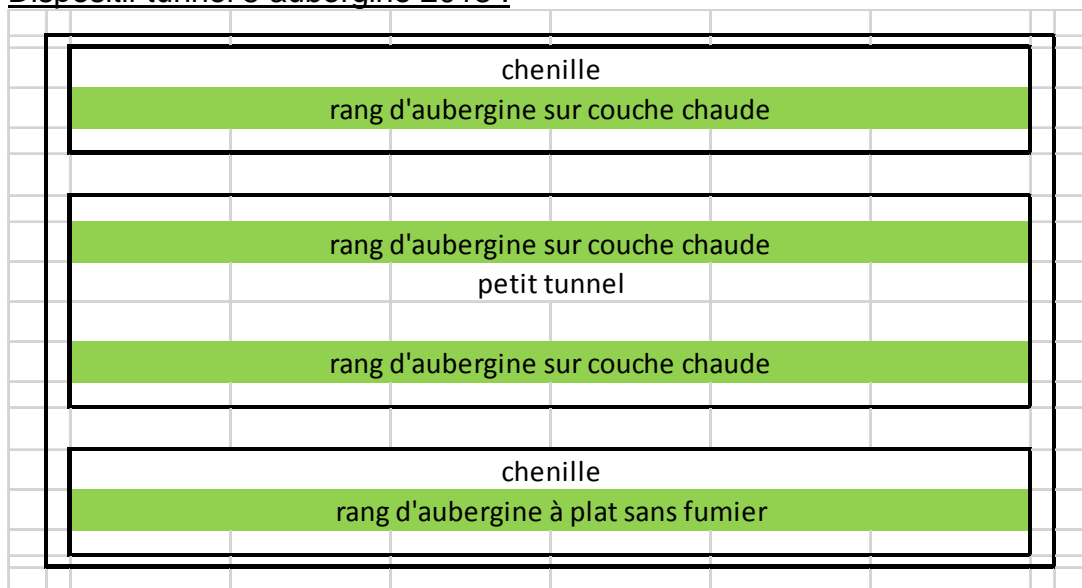 chenille
rang d'aubergine sur couche chaude
rang d'aubergine sur couche chaude
petit tunnel
rang d'aubergine sur couche chaude
chenille
rang d'aubergine à plat sans fumier